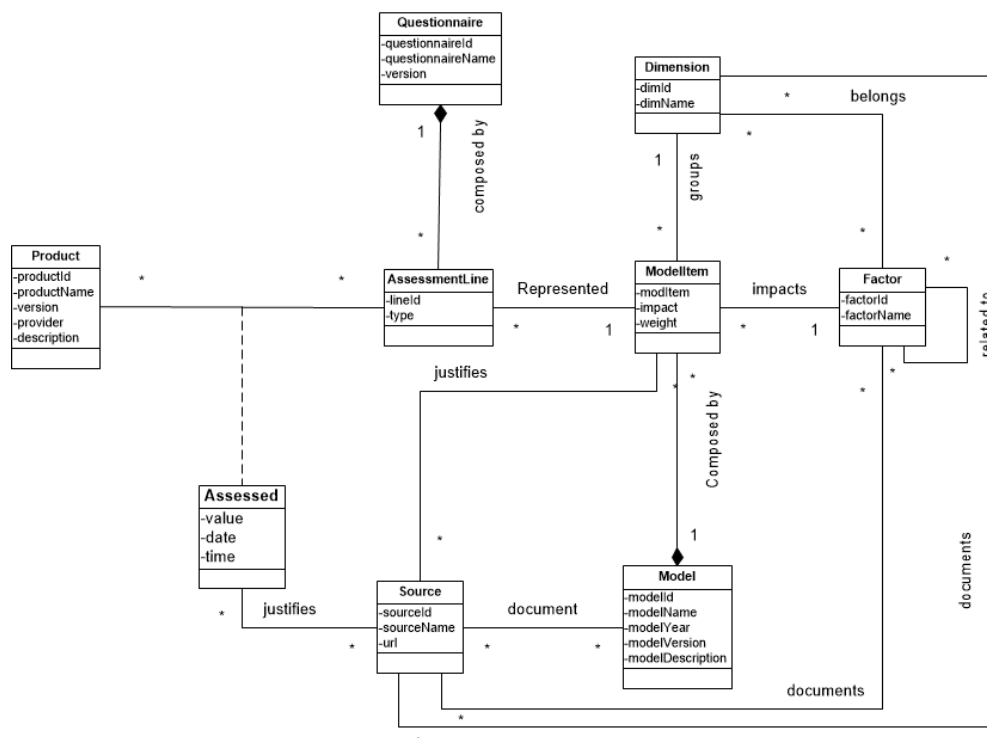 Questionnaire
-questionnaireId
-questionnaireName
-version
Dimension
-dimId
-dimName
*
belongs
*
1
composed by
1
groups
*
*
*
*
Product
-productId
-productName
-version
-provider
-description
*
*
AssessmentLine
-lineId
-type
Represented
*
1
ModelItem
-modItem
-impact
-weight
impacts
*
1
Factor
-factorId
-factorName
related to
justifies
*
*
*
*
Composed by
Assessed
-value
-date
-time
*
1
documents
Source
-sourceId
-sourceName
-url
Model
-modelId
-modelName
-modelYear
-modelVersion
-modelDescription
*
justifies
*
document
*
*
documents
*